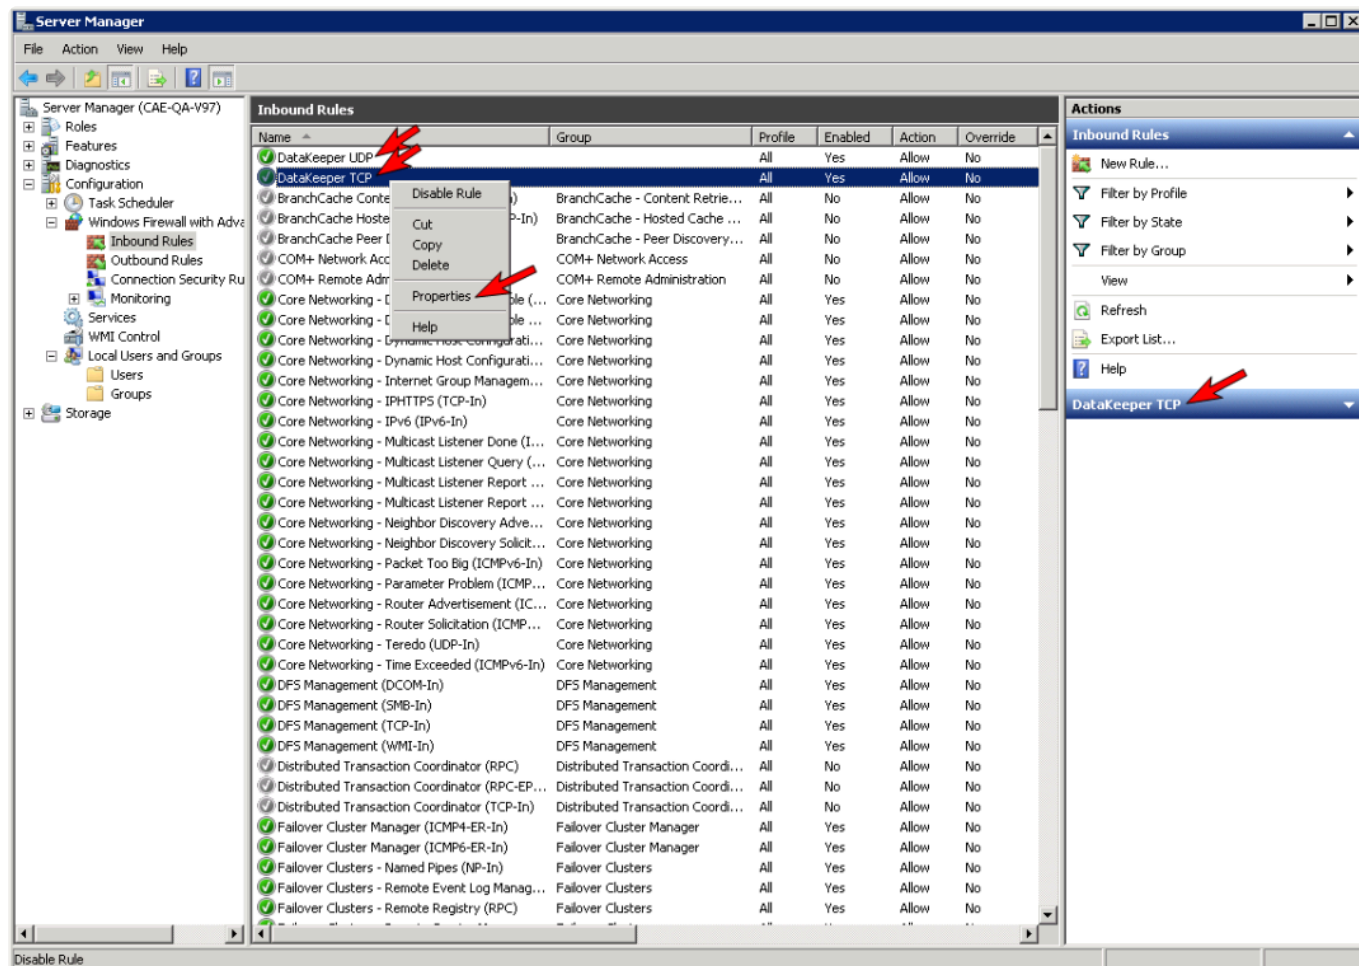 Server Manager
File Action View Help
Server Manager (CAE-QA-V97)
Roles
Features
Diagnostics
Configuration
Task Scheduler
Windows Firewall with Adva
Inbound Rules
Outbound Rules
Connection Security Ru
Monitoring
Services
WMI Control
Local Users and Groups
Users
Groups
Storage
Inbound Rules
Name Group Profile Enabled Action Override
DataKeeper UDP All Yes Allow No
DataKeeper TCP All Yes Allow No
BranchCache Conte ) BranchCache - Content Retrie... All No Allow No
BranchCache Hoste P-In) BranchCache - Hosted Cache ... All No Allow No
BranchCache Peer BranchCache - Peer Discovery... All No Allow No
COM+ Network Acc COM+ Network Access All No Allow No
COM+ Remote Adm COM+ Remote Administration All No Allow No
Core Networking - ble (... Core Networking All Yes Allow No
Core Networking - ble ... Core Networking All Yes Allow No
Core Networking - Dynamic Host Configurati... Core Networking All Yes Allow No
Core Networking - Dynamic Host Configurati... Core Networking All Yes Allow No
Core Networking - Internet Group Managem... Core Networking All Yes Allow No
Core Networking - IPHTTPS (TCP-In) Core Networking All Yes Allow No
Core Networking - IPv6 (IPv6-In) Core Networking All Yes Allow No
Core Networking - Multicast Listener Done (I... Core Networking All Yes Allow No
Core Networking - Multicast Listener Query (... Core Networking All Yes Allow No
Core Networking - Multicast Listener Report ... Core Networking All Yes Allow No
Core Networking - Multicast Listener Report ... Core Networking All Yes Allow No
Core Networking - Neighbor Discovery Adve... Core Networking All Yes Allow No
Core Networking - Neighbor Discovery Solicit... Core Networking All Yes Allow No
Core Networking - Packet Too Big (ICMPv6-In) Core Networking All Yes Allow No
Core Networking - Parameter Problem (ICMP... Core Networking All Yes Allow No
Core Networking - Router Advertisement (IC... Core Networking All Yes Allow No
Core Networking - Router Solicitation (ICMP... Core Networking All Yes Allow No
Core Networking - Teredo (UDP-In) Core Networking All Yes Allow No
Core Networking - Time Exceeded (ICMPv6-In) Core Networking All Yes Allow No
DFS Management (DCOM-In) DFS Management All Yes Allow No
DFS Management (SMB-In) DFS Management All Yes Allow No
DFS Management (TCP-In) DFS Management All Yes Allow No
DFS Management (WMI-In) DFS Management All Yes Allow No
Distributed Transaction Coordinator (RPC) Distributed Transaction Coordi... All No Allow No
Distributed Transaction Coordinator (RPC-EP... Distributed Transaction Coordi... All No Allow No
Distributed Transaction Coordinator (TCP-In) Distributed Transaction Coordi... All No Allow No
Failover Cluster Manager (ICMP4-ER-In) Failover Cluster Manager All Yes Allow No
Failover Cluster Manager (ICMP6-ER-In) Failover Cluster Manager All Yes Allow No
Failover Clusters - Named Pipes (NP-In) Failover Clusters All Yes Allow No
Failover Clusters - Remote Event Log Manag... Failover Clusters All Yes Allow No
Failover Clusters - Remote Registry (RPC) Failover Clusters All Yes Allow No
Disable Rule
Cut
Copy
Delete
Properties
Help
Actions
Inbound Rules
New Rule...
Filter by Profile
Filter by State
Filter by Group
View
Refresh
Export List...
Help
DataKeeper TCP
Disable Rule